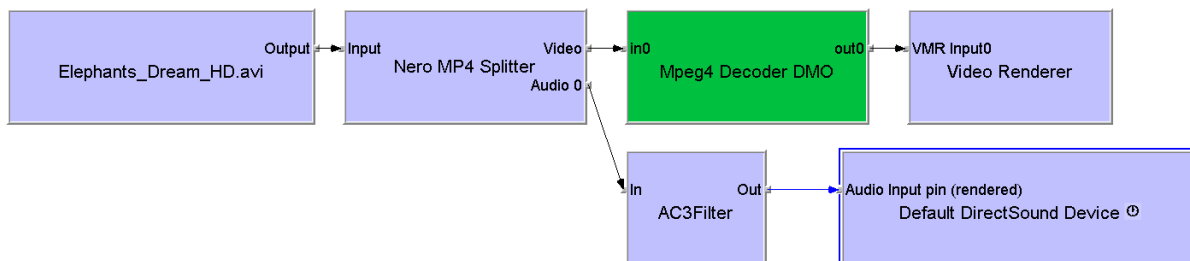 Output
Elephants_Dream_HD.avi
Input
Video
Nero MP4 Splitter
Audio 0
in0
out0
Mpeg4 Decoder DMO
VMR Input0
Video Renderer
In
Out
AC3Filter
Audio Input pin (rendered)
Default DirectSound Device